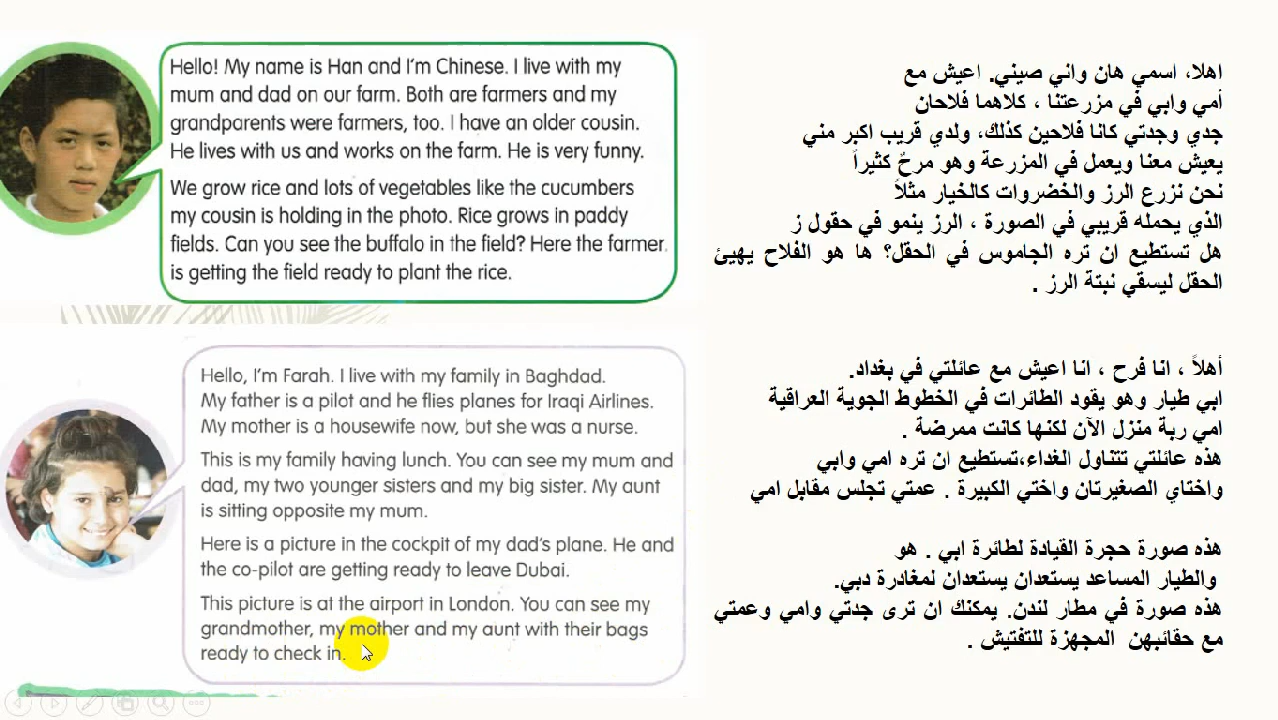 Hello! My name is Han and I'm Chinese. I live with my
mum and dad on our farm. Both are farmers and my
grandparents were farmers, too. I have an older cousin.
He lives with us and works on the farm. He is very funny.
We grow rice and lots of vegetables like the cucumbers
my cousin is holding in the photo. Rice grows in paddy
fields. Can you see the buffalo in the field? Here the farmer
is getting the field ready to plant the rice.
اهلا، اسمي هان واني صيني. اعيش مع
أمي وابي في مزرعتنا ، كلاهما فلاحان
جدي وجدتي كانا فلاحين كذلك، ولدي قريب اكبر مني
يعيش معنا ويعمل في المزرعة وهو مرحٌ كثيراً
نحن نزرع الرز والخضروات كالخيار مثلاً
الذي يحمله قريبي في الصورة ، الرز ينمو في حقول ز
هل تستطيع ان تره الجاموس في الحقل؟ ها هو الفلاح يهيئ
الحقل ليسقي نبتة الرز .
Hello, I'm Farah. I live with my family in Baghdad.
My father is a pilot and he flies planes for Iraqi Airlines.
My mother is a housewife now, but she was a nurse.
This is my family having lunch. You can see my mum and
dad, my two younger sisters and my big sister. My aunt
is sitting opposite my mum.
Here is a picture in the cockpit of my dad's plane. He and
the co-pilot are getting ready to leave Dubai.
This picture is at the airport in London. You can see my
grandmother, my mother and my aunt with their bags
ready to check in.
أهلاً ، انا فرح ، انا اعيش مع عائلتي في بغداد.
ابي طيار وهو يقود الطائرات في الخطوط الجوية العراقية
امي ربة منزل الآن لكنها كانت ممرضة .
هذه عائلتي تتناول الغداء،تستطيع ان تره امي وابي
واختاي الصغيرتان واختي الكبيرة . عمتي تجلس مقابل امي
هذه صورة حجرة القيادة لطائرة ابي . هو
والطيار المساعد يستعدان يستعدان لمغادرة دبي.
هذه صورة في مطار لندن. يمكنك ان ترى جدتي وامي وعمتي
مع حقائبهن المجهزة للتفتيش .